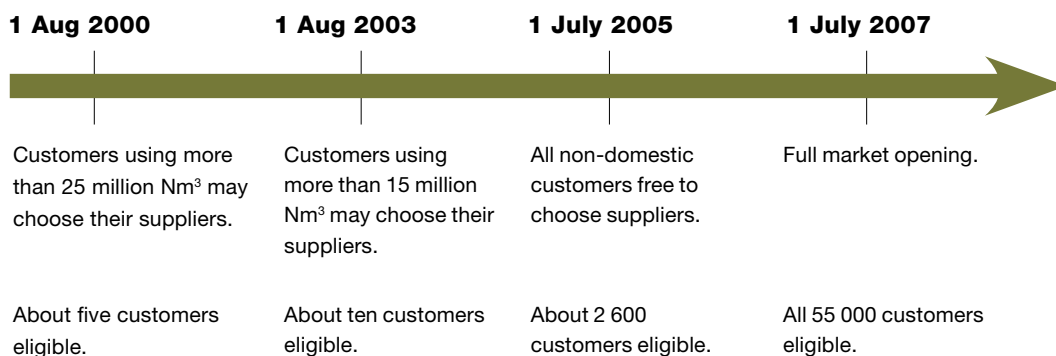 1 Aug 2000
1 Aug 2003
1 July 2005
1 July 2007
Customers using more
than 25 million Nm³ may
choose their suppliers.
Customers using
more than 15 million
Nm³ may choose their
suppliers.
All non-domestic
customers free to
choose suppliers.
Full market opening.
About five customers
eligible.
About ten customers
eligible.
About 2 600
customers eligible.
All 55 000 customers
eligible.